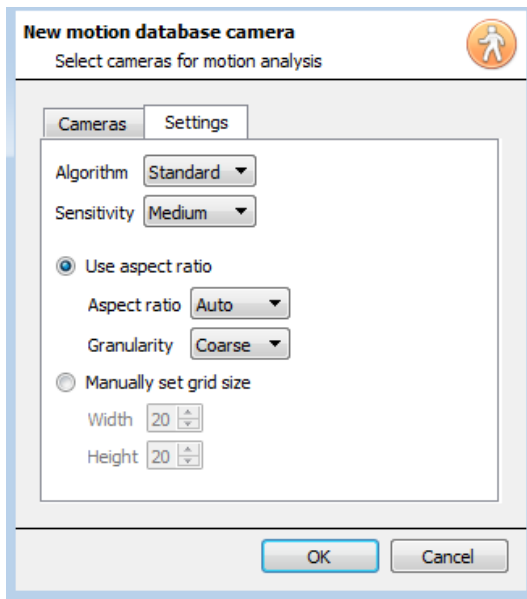 New motion database camera
Select cameras for motion analysis
Cameras Settings
Algorithm Standard
Sensitivity Medium
Use aspect ratio
Aspect ratio Auto
Granularity Coarse
Manually set grid size
Width 20
Height 20
OK Cancel